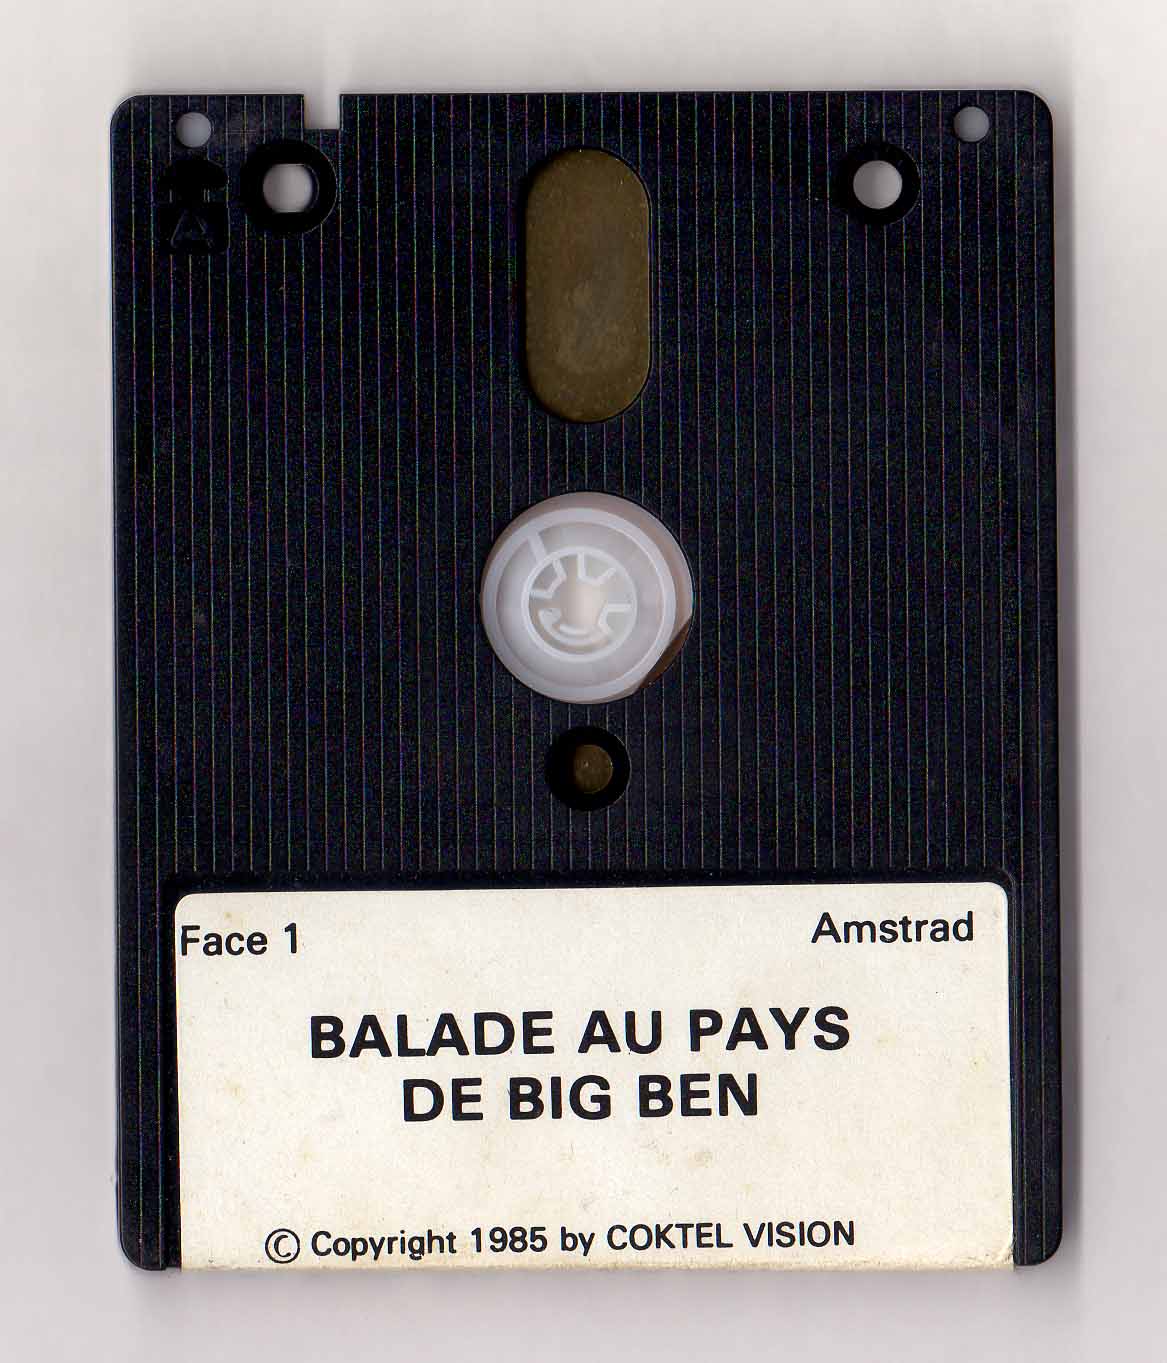 A
Face 1
Amstrad
BALADE AU PAYS
DE BIG BEN
© Copyright 1985 by COKTEL VISION